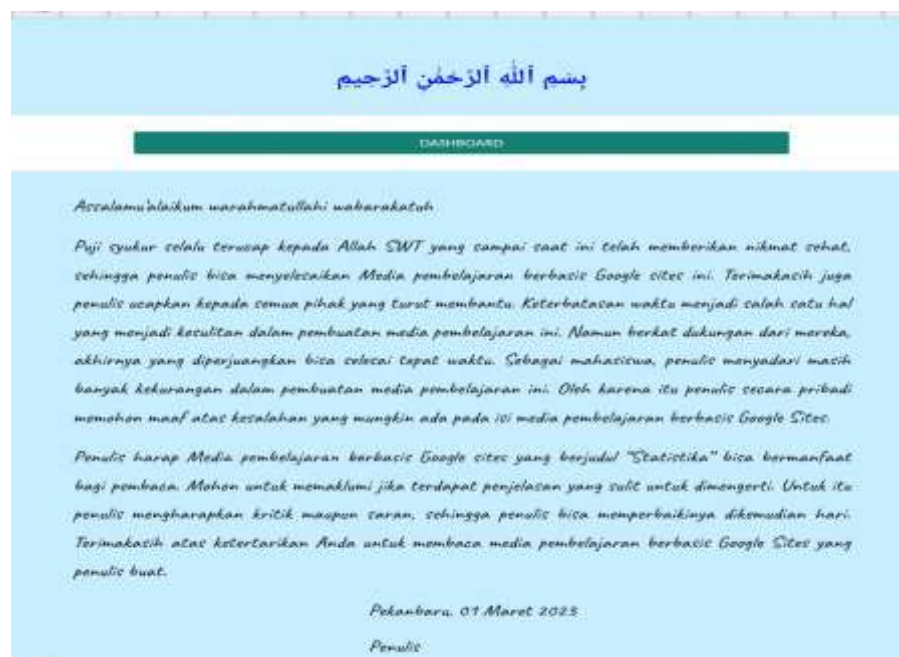 بِسْمِ ٱللَّهِ ٱلرَّحْمَٰنِ ٱلرَّحِيمِ
DASHBOARD
Assalamu'alaikum warahmatullahi wabarakatuh
Puji syukur selalu terucap kepada Allah SWT yang sampai saat ini telah memberikan nikmat sehat,
sehingga penulis bisa menyelesaikan Media pembelajaran berbasis Google sites ini. Terimakasih juga
penulis ucapkan kepada semua pihak yang turut membantu. Keterbatasan waktu menjadi salah satu hal
yang menjadi kesulitan dalam pembuatan media pembelajaran ini. Namun berkat dukungan dari mereka,
akhirnya yang diperjuangkan bisa selesai tepat waktu. Sebagai mahasiswa, penulis menyadari masih
banyak kekurangan dalam pembuatan media pembelajaran ini. Oleh karena itu penulis secara pribadi
memohon maaf atas kesalahan yang mungkin ada pada isi media pembelajaran berbasis Google Sites.
Penulis harap Media pembelajaran berbasis Google sites yang berjudul "Statistika" bisa bermanfaat
bagi pembaca. Mohon untuk memaklumi jika terdapat penjelasan yang sulit untuk dimengerti. Untuk itu
penulis mengharapkan kritik maupun saran, sehingga penulis bisa memperbaikinya dikemudian hari.
Terimakasih atas ketertarikan Anda untuk membaca media pembelajaran berbasis Google Sites yang
penulis buat.
Pekanbaru, 01 Maret 2023
Penulis